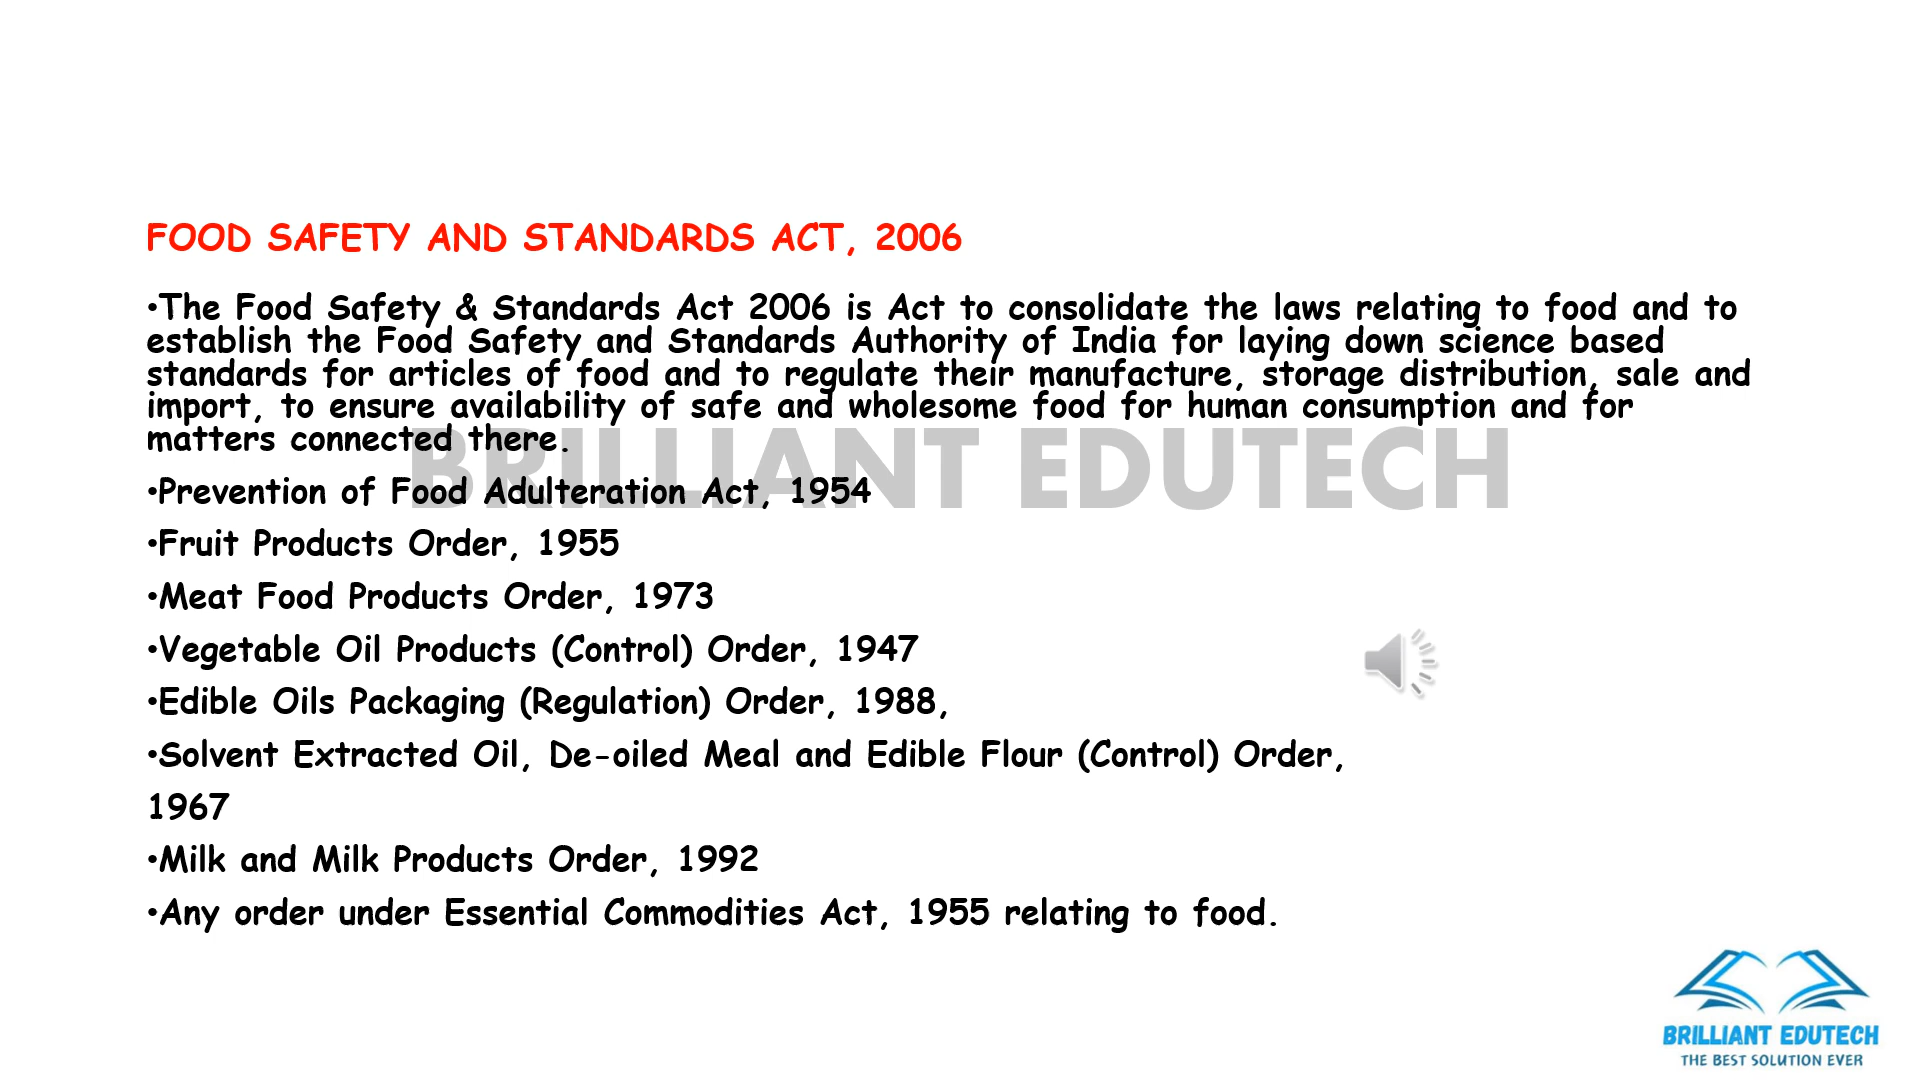 FOOD SAFETY AND STANDARDS ACT, 2006
•The Food Safety & Standards Act 2006 is Act to consolidate the laws relating to food and to
establish the Food Safety and Standards Authority of India for laying down science based
standards for articles of food and to regulate their manufacture, storage distribution, sale and
import, to ensure availability of safe and wholesome food for human consumption and for
matters connected there.
BRILLIANT EDUTECH
•Prevention of Food Adulteration Act, 1954
•Fruit Products Order, 1955
•Meat Food Products Order, 1973
•Vegetable Oil Products (Control) Order, 1947
•Edible Oils Packaging (Regulation) Order, 1988,
•Solvent Extracted Oil, De-oiled Meal and Edible Flour (Control) Order,
1967
•Milk and Milk Products Order, 1992
•Any order under Essential Commodities Act, 1955 relating to food.
BRILLIANT EDUTECH
THE BEST SOLUTION EVER